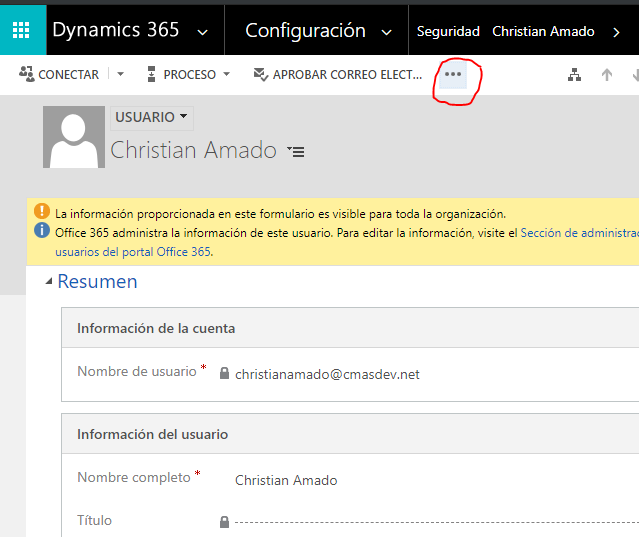 Dynamics 365 Configuración Seguridad Christian Amado
CONECTAR PROCESO APROBAR CORREO ELECT... •••
USUARIO
Christian Amado
La información proporcionada en este formulario es visible para toda la organización.
Office 365 administra la información de este usuario. Para editar la información, visite el Sección de administrac
usuarios del portal Office 365.
Resumen
Información de la cuenta
Nombre de usuario * christianamado@cmasdev.net
Información del usuario
Nombre completo * Christian Amado
Título